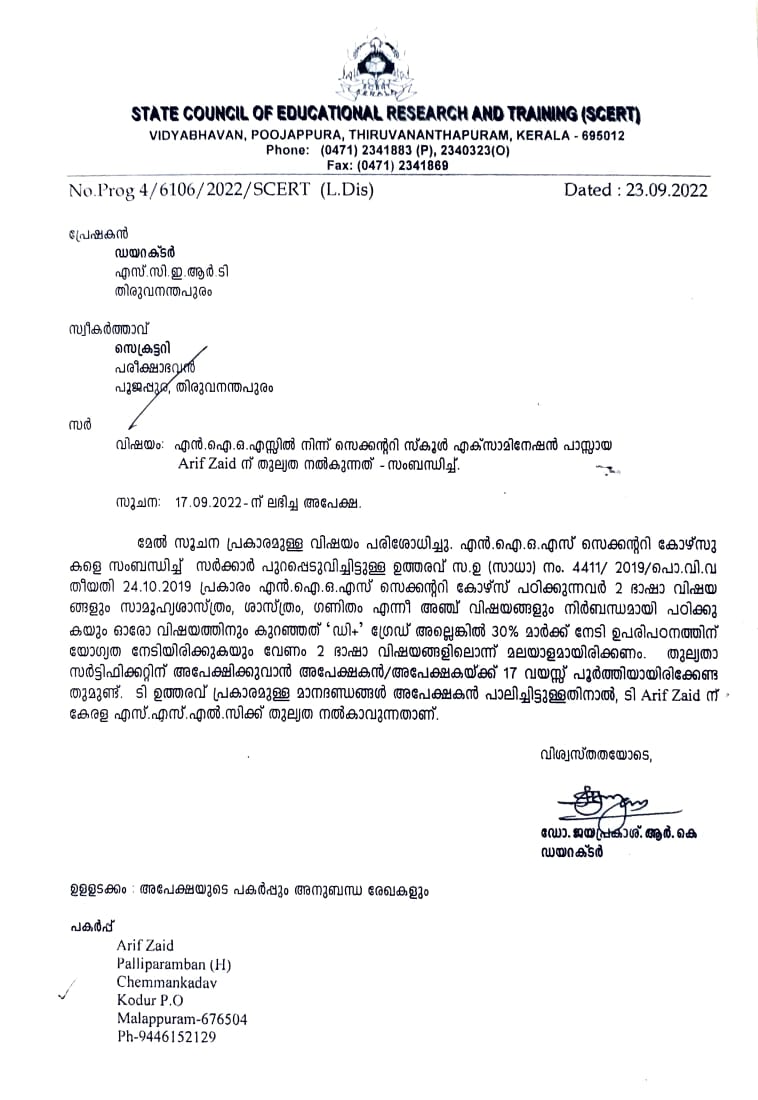 STATE COUNCIL OF EDUCATIONAL RESEARCH AND TRAINING (SCERT)
VIDYABHAVAN, POOJAPPURA, THIRUVANANTHAPURAM, KERALA - 695012
Phone: (0471) 2341883 (P), 2340323(O)
Fax: (0471) 2341869
No.Prog 4/6106/2022/SCERT (L.Dis) Dated : 23.09.2022
പ്രേഷകൻ
ഡയറക്ടർ
എസ്.സി.ഇ.ആർ.ടി
തിരുവനന്തപുരം
സ്വീകർത്താവ്
സെക്രട്ടറി
പരീക്ഷാഭവൻ
പൂജപ്പുര, തിരുവനന്തപുരം
സർ
വിഷയം: എൻ.ഐ.ഒ.എസ്സിൽ നിന്ന് സെക്കന്ററി സ്കൂൾ എക്സാമിനേഷൻ പാസ്സായ
Arif Zaid ന് തുല്യത നൽകുന്നത് - സംബന്ധിച്ച്.
സൂചന: 17.09.2022-ന് ലഭിച്ച അപേക്ഷ.
മേൽ സൂചന പ്രകാരമുള്ള വിഷയം പരിശോധിച്ചു. എൻ.ഐ.ഒ.എസ് സെക്കന്ററി കോഴ്സു
കളെ സംബന്ധിച്ച് സർക്കാർ പുറപ്പെടുവിച്ചിട്ടുള്ള ഉത്തരവ് സ.ഉ (സാധാ) നം. 4411/ 2019/പൊ.വി.വ
തീയതി 24.10.2019 പ്രകാരം എൻ.ഐ.ഒ.എസ് സെക്കന്ററി കോഴ്സ് പഠിക്കുന്നവർ 2 ഭാഷാ വിഷയ
ങ്ങളും സാമൂഹ്യശാസ്ത്രം, ശാസ്ത്രം, ഗണിതം എന്നീ അഞ്ച് വിഷയങ്ങളും നിർബന്ധമായി പഠിക്കു
കയും ഓരോ വിഷയത്തിനും കുറഞ്ഞത് ‘ഡി+’ ഗ്രേഡ് അല്ലെങ്കിൽ 30% മാർക്ക് നേടി ഉപരിപഠനത്തിന്
യോഗ്യത നേടിയിരിക്കുകയും വേണം 2 ഭാഷാ വിഷയങ്ങളിലൊന്ന് മലയാളമായിരിക്കണം. തുല്യതാ
സർട്ടിഫിക്കറ്റിന് അപേക്ഷിക്കുവാൻ അപേക്ഷകൻ/അപേക്ഷകയ്ക്ക് 17 വയസ്സ് പൂർത്തിയായിരിക്കേണ്ട
തുമുണ്ട്. ടി ഉത്തരവ് പ്രകാരമുള്ള മാനദണ്ഡങ്ങൾ അപേക്ഷകൻ പാലിച്ചിട്ടുള്ളതിനാൽ, ടി Arif Zaid ന്
കേരള എസ്.എസ്.എൽ.സിക്ക് തുല്യത നൽകാവുന്നതാണ്.
വിശ്വസ്തതയോടെ,
ഡോ. ജയപ്രകാശ്. ആർ. കെ
ഡയറക്ടർ
ഉളളടക്കം : അപേക്ഷയുടെ പകർപ്പും അനുബന്ധ രേഖകളും
പകർപ്പ്
Arif Zaid
Palliparamban (H)
Chemmankadav
Kodur P.O
Malappuram-676504
Ph-9446152129